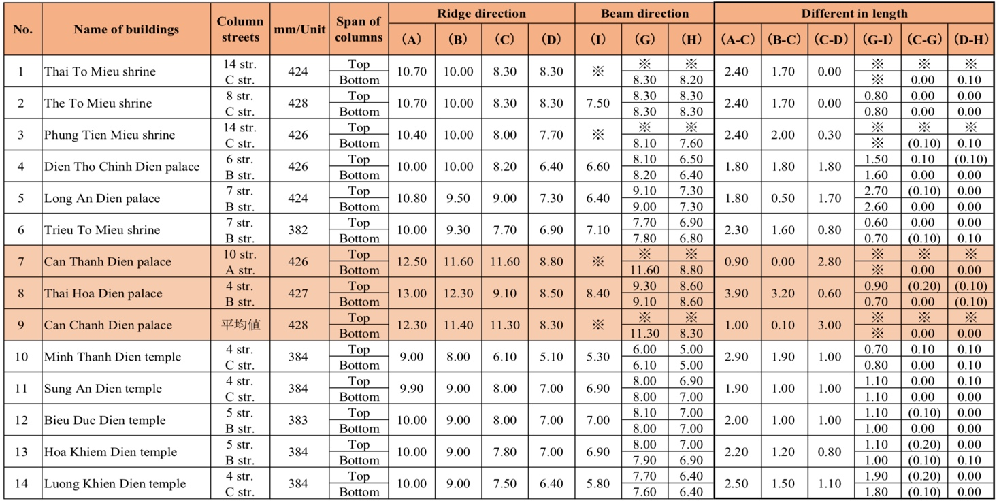 No. Name of buildings Column streets mm/Unit Span of columns Ridge direction Beam direction Different in length
(A) (B) (C) (D) (I) (G) (H) (A-C) (B-C) (C-D) (G-I) (C-G) (D-H)
1 Thai To Mieu shrine 14 str. C str. 424 Top 10.70 10.00 8.30 8.30 ※ ※ ※ 2.40 1.70 0.00 ※ ※ ※
Bottom 8.30 8.20 ※ 0.00 0.10
2 The To Mieu shrine 8 str. C str. 428 Top 10.70 10.00 8.30 8.30 7.50 8.30 8.30 2.40 1.70 0.00 0.80 0.00 0.00
Bottom 8.30 8.30 0.80 0.00 0.00
3 Phung Tien Mieu shrine 14 str. C str. 426 Top 10.40 10.00 8.00 7.70 ※ ※ ※ 2.40 2.00 0.30 ※ ※ ※
Bottom 8.10 7.60 ※ (0.10) 0.10
4 Dien Tho Chinh Dien palace 6 str. B str. 426 Top 10.00 10.00 8.20 6.40 6.60 8.10 6.50 1.80 1.80 1.80 1.50 0.10 (0.10)
Bottom 8.20 6.40 1.60 0.00 0.00
5 Long An Dien palace 7 str. B str. 424 Top 10.80 9.50 9.00 7.30 6.40 9.10 7.30 1.80 0.50 1.70 2.70 (0.10) 0.00
Bottom 9.00 7.30 2.60 0.00 0.00
6 Trieu To Mieu shrine 7 str. B str. 382 Top 10.00 9.30 7.70 6.90 7.10 7.70 6.90 2.30 1.60 0.80 0.60 0.00 0.00
Bottom 7.80 6.80 0.70 (0.10) 0.10
7 Can Thanh Dien palace 10 str. A str. 426 Top 12.50 11.60 11.60 8.80 ※ ※ ※ 0.90 0.00 2.80 ※ ※ ※
Bottom 11.60 8.80 ※ 0.00 0.00
8 Thai Hoa Dien palace 4 str. B str. 427 Top 13.00 12.30 9.10 8.50 8.40 9.30 8.60 3.90 3.20 0.60 0.90 (0.20) (0.10)
Bottom 9.10 8.60 0.70 0.00 (0.10)
9 Can Chanh Dien palace 平均値 428 Top 12.30 11.40 11.30 8.30 ※ ※ ※ 1.00 0.10 3.00 ※ ※ ※
Bottom 11.30 8.30 ※ 0.00 0.00
10 Minh Thanh Dien temple 4 str. C str. 384 Top 9.00 8.00 6.10 5.10 5.30 6.00 5.00 2.90 1.90 1.00 0.70 0.10 0.10
Bottom 6.10 5.00 0.80 0.00 0.10
11 Sung An Dien temple 4 str. C str. 384 Top 9.90 9.00 8.00 7.00 6.90 8.00 6.90 1.90 1.00 1.00 1.10 0.00 0.10
Bottom 8.00 7.00 1.10 0.00 0.00
12 Bieu Duc Dien temple 5 str. B str. 383 Top 10.00 9.00 8.00 7.00 7.00 8.10 7.00 2.00 1.00 1.00 1.10 (0.10) 0.00
Bottom 8.00 7.00 1.00 0.00 0.00
13 Hoa Khiem Dien temple 5 str. B str. 384 Top 10.00 9.00 7.80 7.00 6.90 8.00 7.00 2.20 1.20 0.80 1.10 (0.20) 0.00
Bottom 7.90 6.90 1.00 (0.10) 0.10
14 Luong Khien Dien temple 4 str. C str. 384 Top 10.00 9.00 7.50 6.40 5.80 7.70 6.40 2.50 1.50 1.10 1.90 (0.20) 0.00
Bottom 7.60 6.40 1.80 (0.10) 0.00